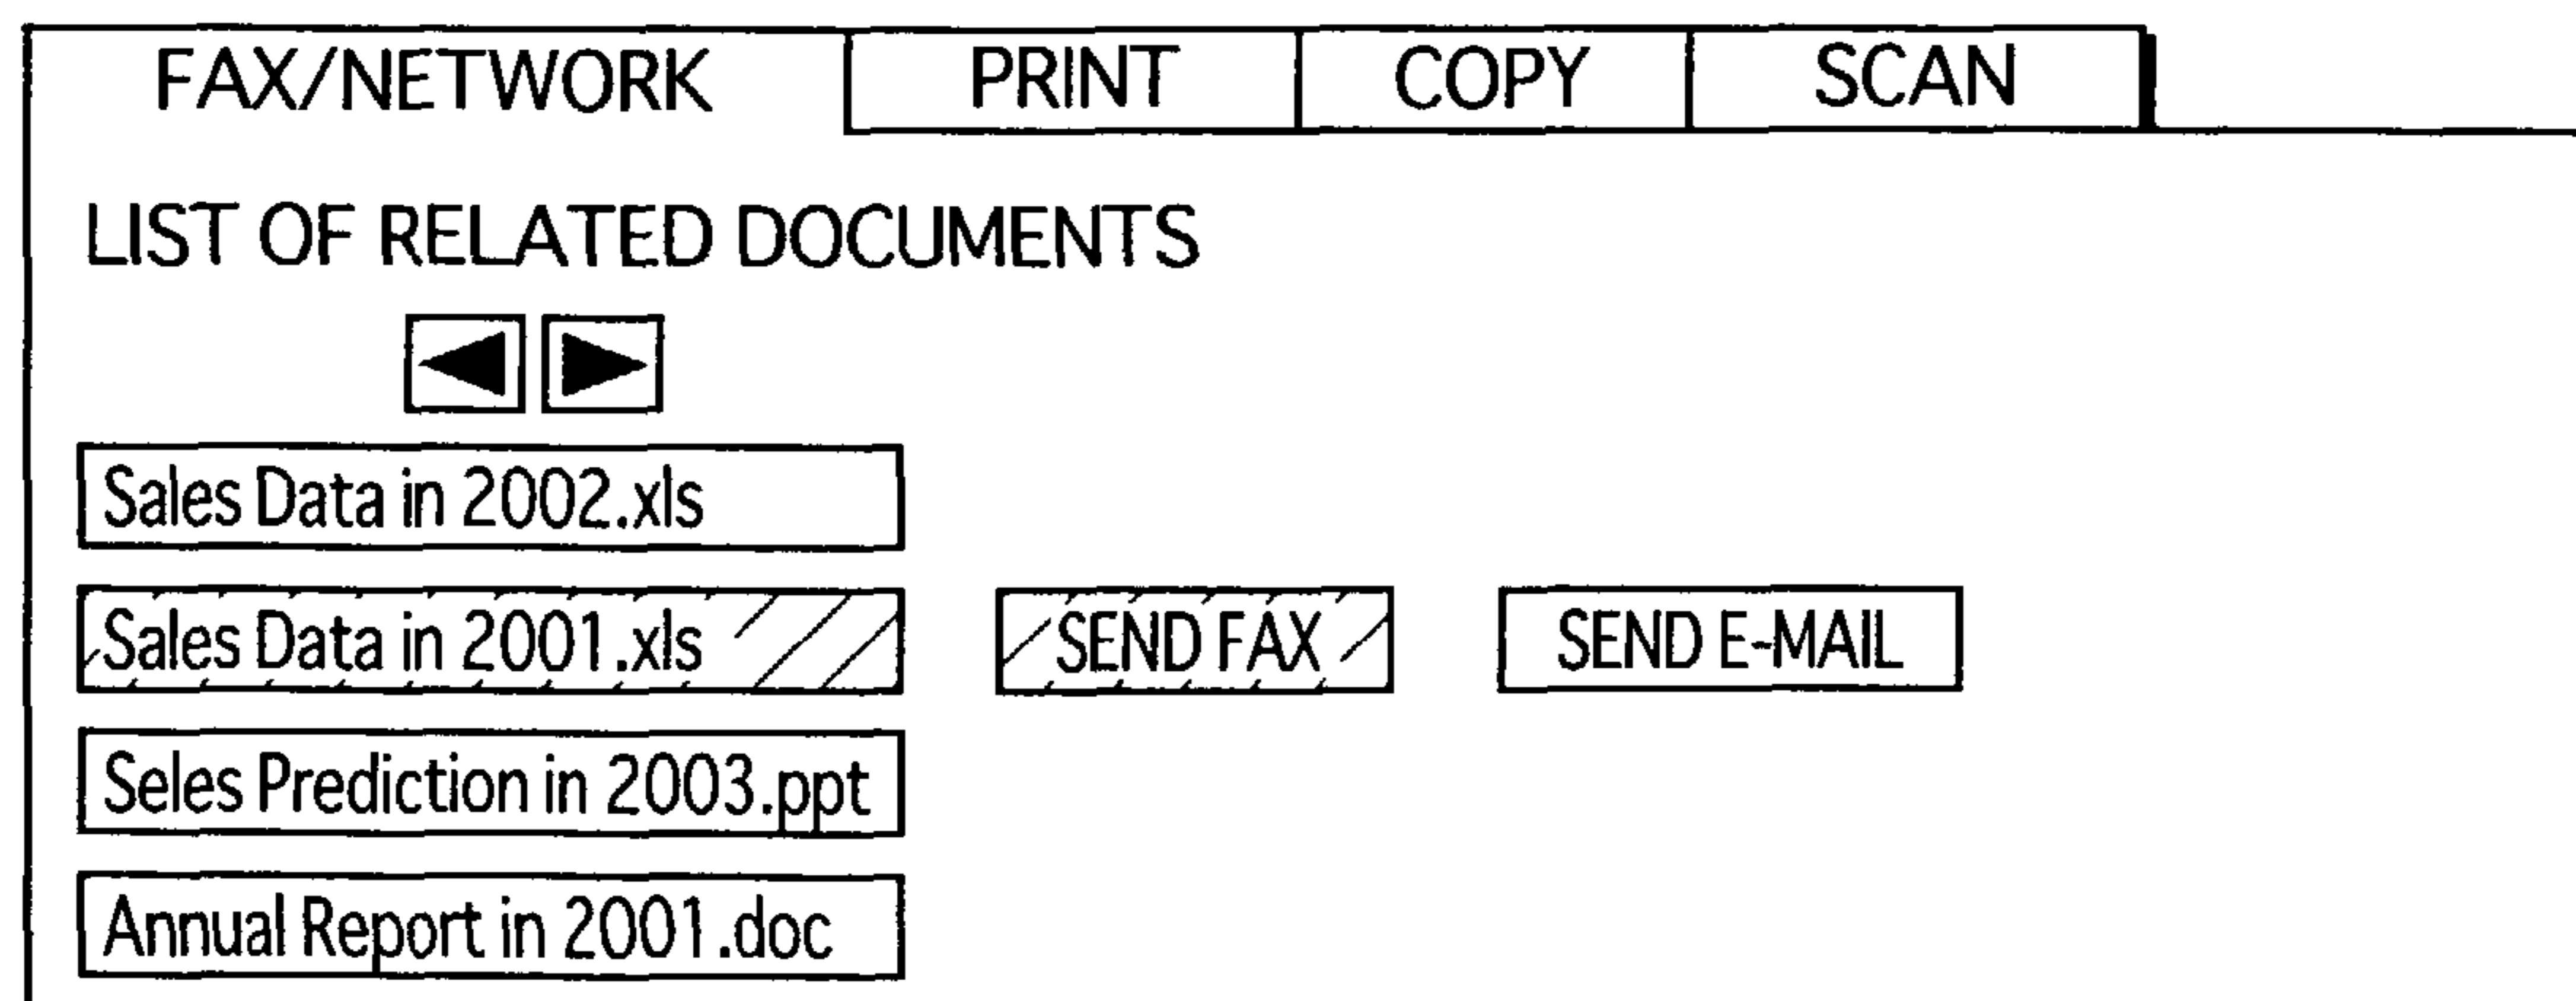 FAX/NETWORK PRINT COPY SCAN
LIST OF RELATED DOCUMENTS
Sales Data in 2002.xls
Sales Data in 2001.xls SEND FAX SEND E-MAIL
Seles Prediction in 2003.ppt
Annual Report in 2001.doc